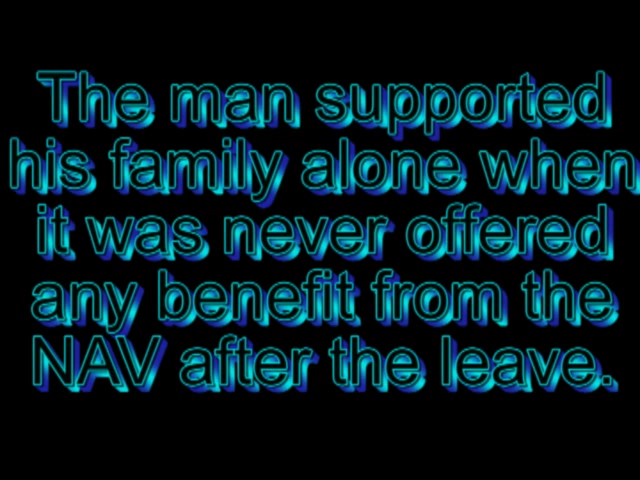 The man supported
his family alone when
it was never offered
any benefit from the
NAV after the leave.